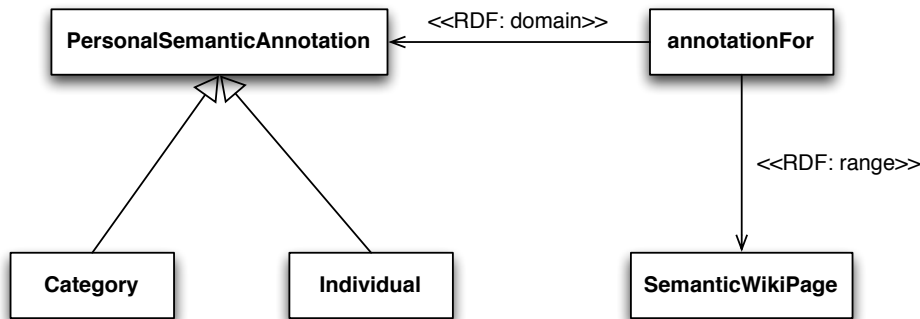 <<RDF: domain>>
PersonalSemanticAnnotation
annotationFor
<<RDF: range>>
Category
Individual
SemanticWikiPage